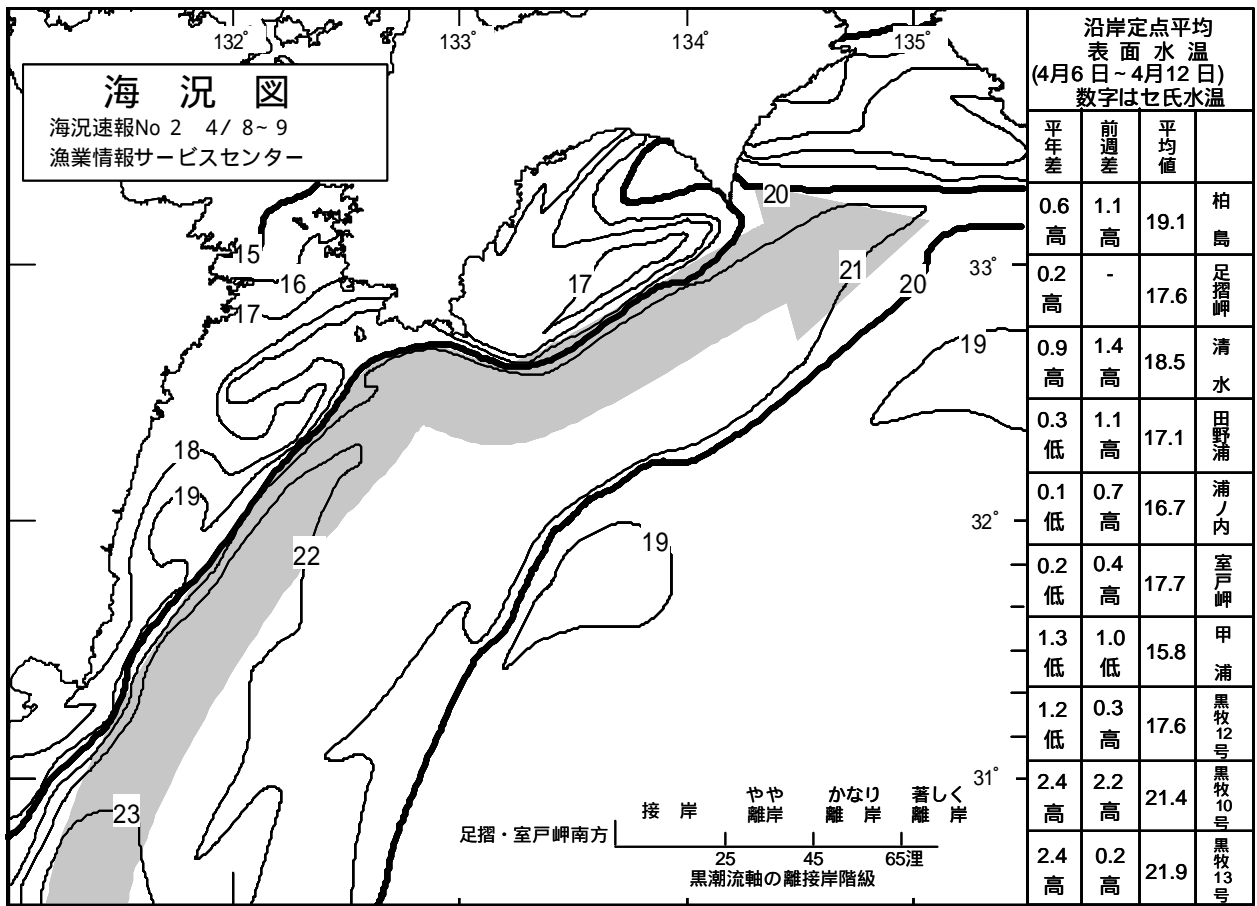 132° 133° 134° 135°
海況図
海況速報No 2 4/ 8~ 9
漁業情報サービスセンター
20
15
16
17
17
21
20
33°
19
18
19
22
19
32°
31°
23
接岸 やや離岸 かなり離岸 著しく離岸
足摺・室戸岬南方
25 45 65浬
黒潮流軸の離接岸階級
沿岸定点平均
表面水温
(4月6日~4月12日)
数字はセ氏水温
平年差 前週差 平均値
0.6高 1.1高 19.1 柏島
0.2高 - 17.6 足摺岬
0.9高 1.4高 18.5 清水
0.3低 1.1高 17.1 田野浦
0.1低 0.7高 16.7 浦ノ内
0.2低 0.4高 17.7 室戸岬
1.3低 1.0低 15.8 甲浦
1.2低 0.3高 17.6 黒牧12号
2.4高 2.2高 21.4 黒牧10号
2.4高 0.2高 21.9 黒牧13号